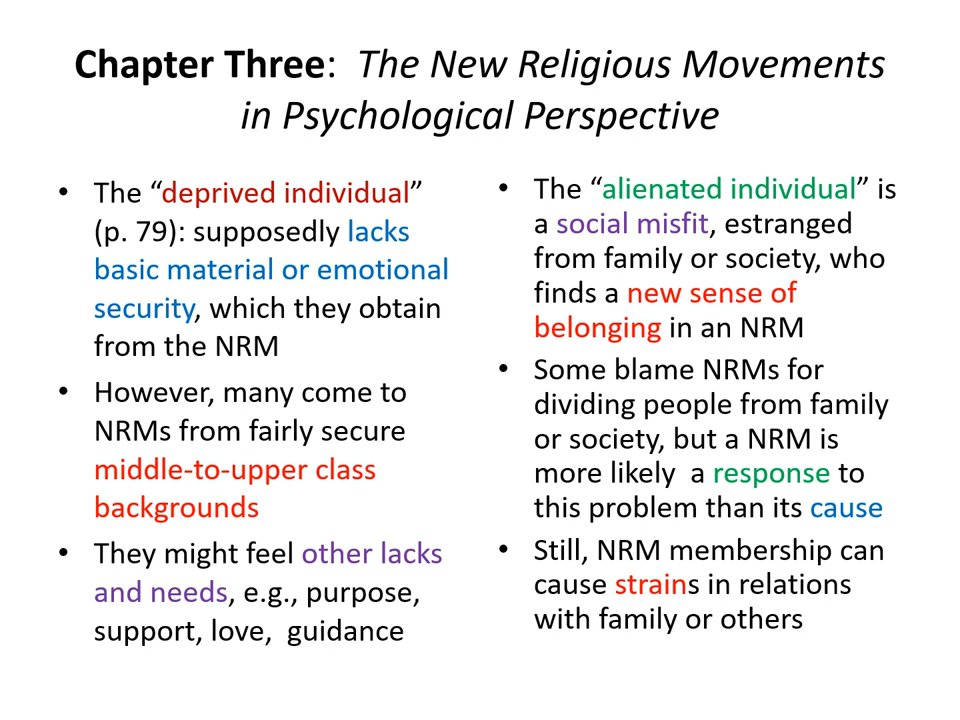 Chapter Three:  The New Religious Movements
in Psychological Perspective
• The “deprived individual”
(p. 79): supposedly lacks
basic material or emotional
security, which they obtain
from the NRM
• However, many come to
NRMs from fairly secure
middle-to-upper class
backgrounds
• They might feel other lacks
and needs, e.g., purpose,
support, love,  guidance
• The “alienated individual” is
a social misfit, estranged
from family or society, who
finds a new sense of
belonging in an NRM
• Some blame NRMs for
dividing people from family
or society, but a NRM is
more likely  a response to
this problem than its cause
• Still, NRM membership can
cause strains in relations
with family or others